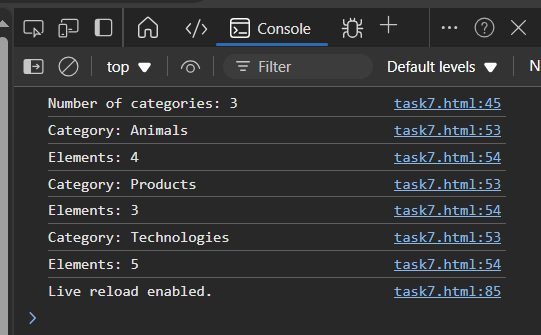 Console
top Filter Default levels N
Number of categories: 3 task7.html:45
Category: Animals task7.html:53
Elements: 4 task7.html:54
Category: Products task7.html:53
Elements: 3 task7.html:54
Category: Technologies task7.html:53
Elements: 5 task7.html:54
Live reload enabled. task7.html:85